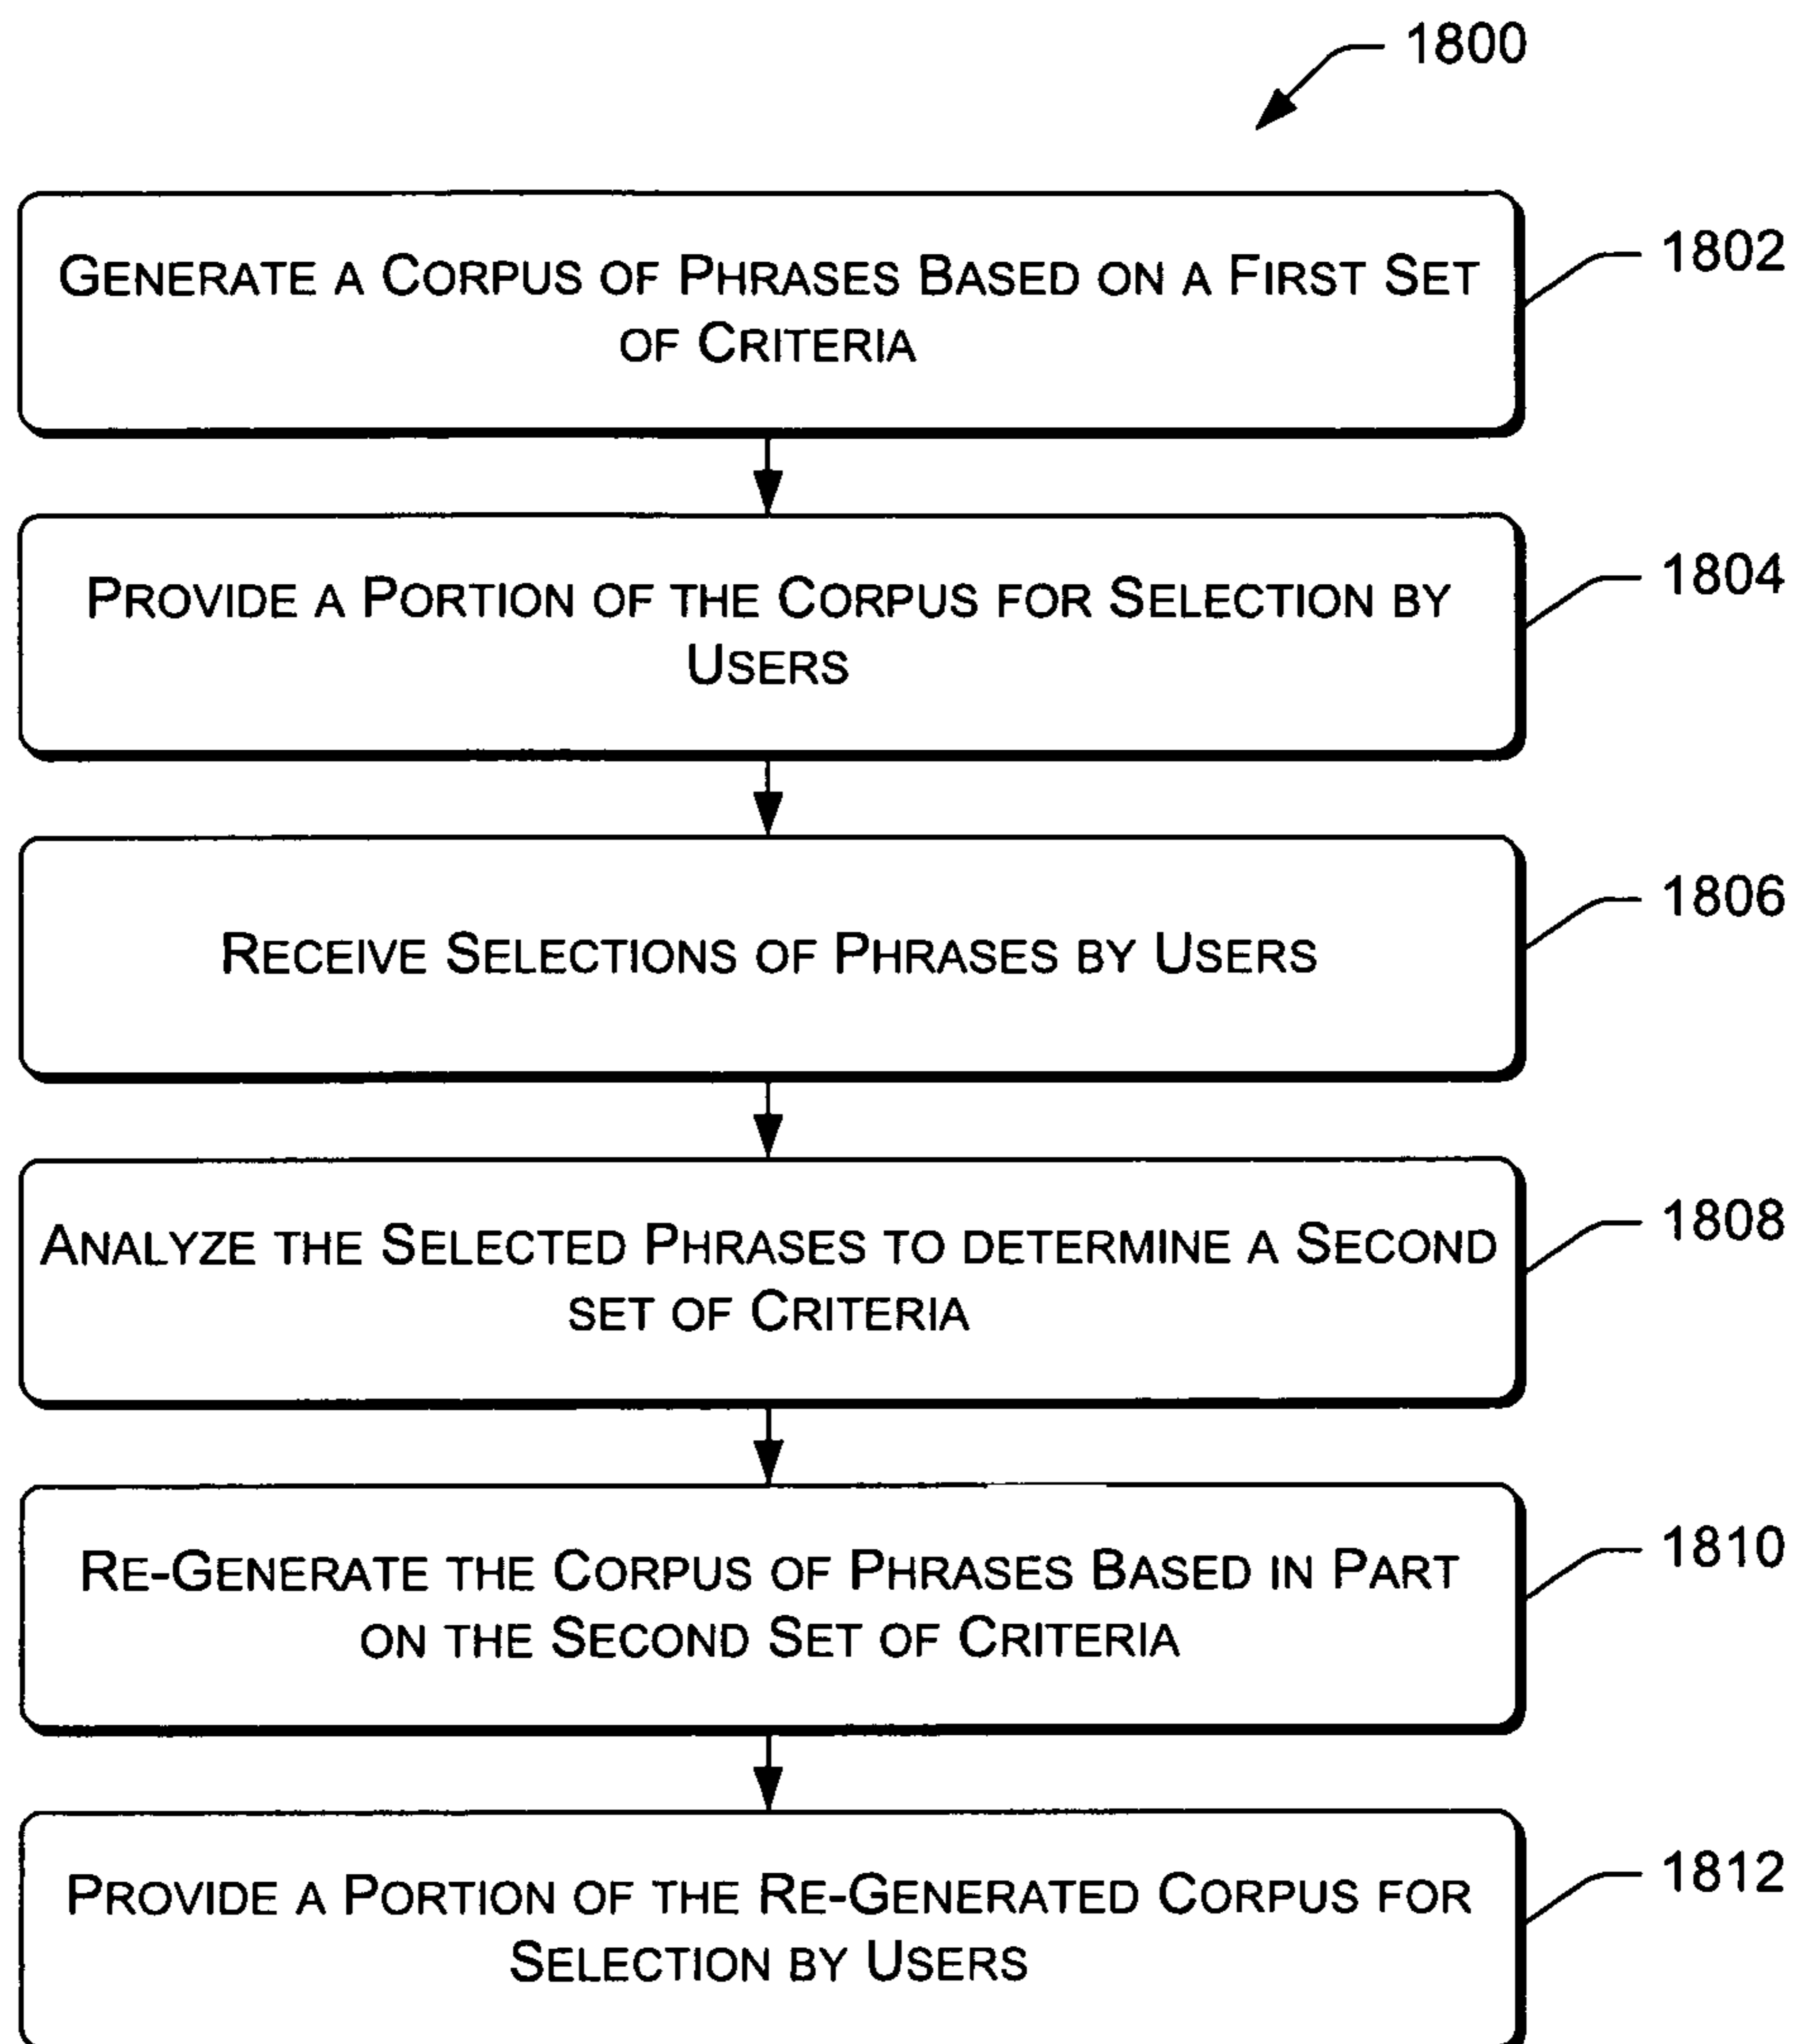 1800
GENERATE A CORPUS OF PHRASES BASED ON A FIRST SET
OF CRITERIA
1802
PROVIDE A PORTION OF THE CORPUS FOR SELECTION BY
USERS
1804
RECEIVE SELECTIONS OF PHRASES BY USERS
1806
ANALYZE THE SELECTED PHRASES TO DETERMINE A SECOND
SET OF CRITERIA
1808
RE-GENERATE THE CORPUS OF PHRASES BASED IN PART
ON THE SECOND SET OF CRITERIA
1810
PROVIDE A PORTION OF THE RE-GENERATED CORPUS FOR
SELECTION BY USERS
1812